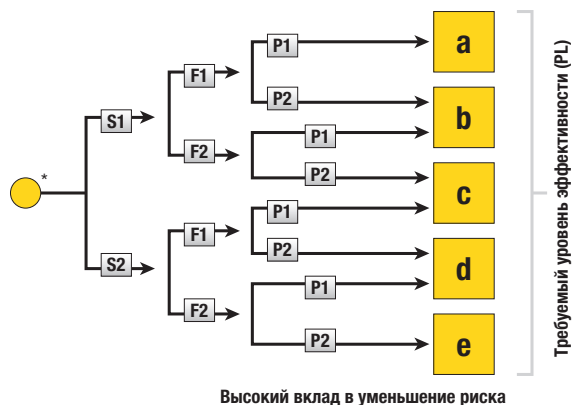 P1
a
F1
P2
b
S1
P1
F2
P2
c
*
P1
F1
P2
d
S2
P1
F2
P2
e
Требуемый уровень эффективности (PL)
Высокий вклад в уменьшение риска